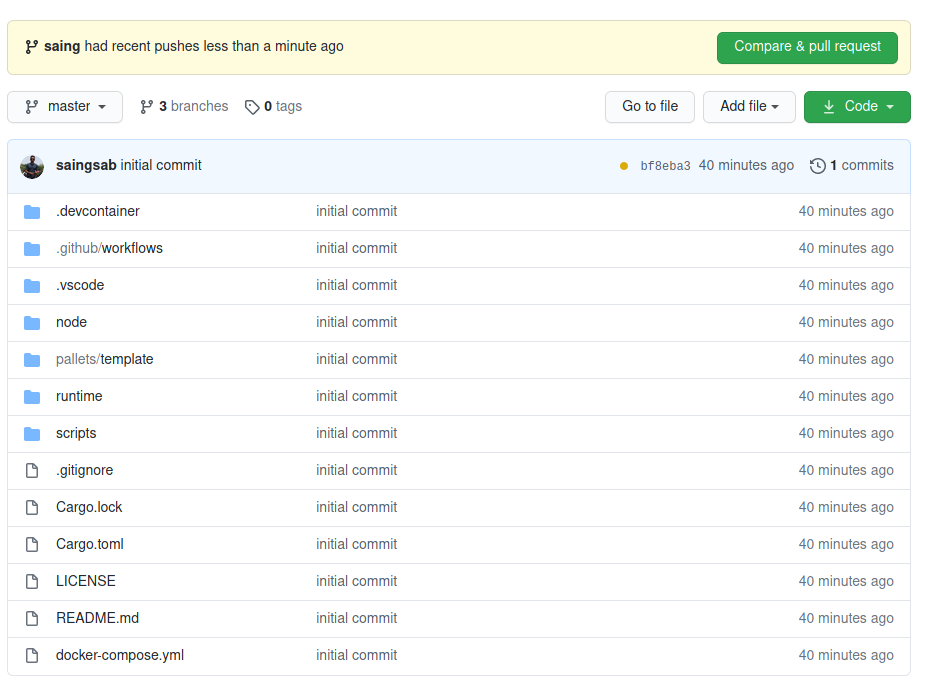 saing had recent pushes less than a minute ago Compare & pull request
master 3 branches 0 tags Go to file Add file Code
saingsab initial commit bf8eba3 40 minutes ago 1 commits
.devcontainer initial commit 40 minutes ago
.github/workflows initial commit 40 minutes ago
.vscode initial commit 40 minutes ago
node initial commit 40 minutes ago
pallets/template initial commit 40 minutes ago
runtime initial commit 40 minutes ago
scripts initial commit 40 minutes ago
.gitignore initial commit 40 minutes ago
Cargo.lock initial commit 40 minutes ago
Cargo.toml initial commit 40 minutes ago
LICENSE initial commit 40 minutes ago
README.md initial commit 40 minutes ago
docker-compose.yml initial commit 40 minutes ago